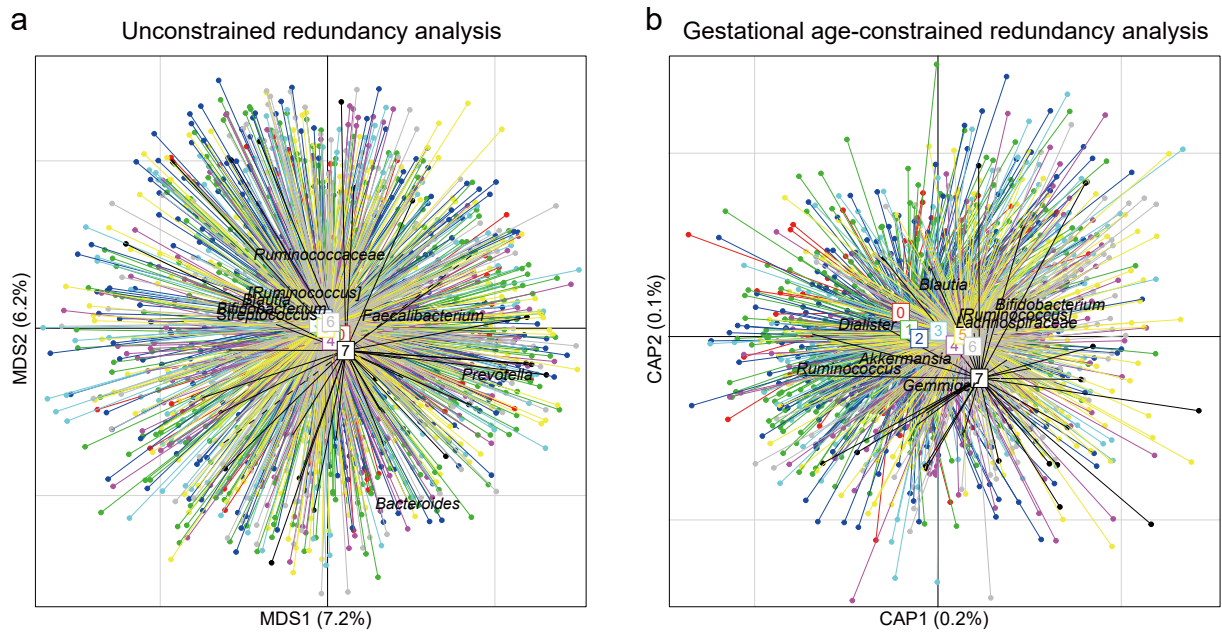 a
Unconstrained redundancy analysis
MDS2 (6.2%)
Ruminococcaceae
[Ruminococcus]
Blautia
Bifidobacterium
Streptococcus
Faecalibacterium
6
0
4
7
Prevotella
Bacteroides
MDS1 (7.2%)
b
Gestational age-constrained redundancy analysis
CAP2 (0.1%)
Blautia
Bifidobacterium
[Ruminococcus]
Lachnospiraceae
Dialister
0
1
2
3
5
4
6
Akkermansia
Ruminococcus
Gemmiger
7
CAP1 (0.2%)